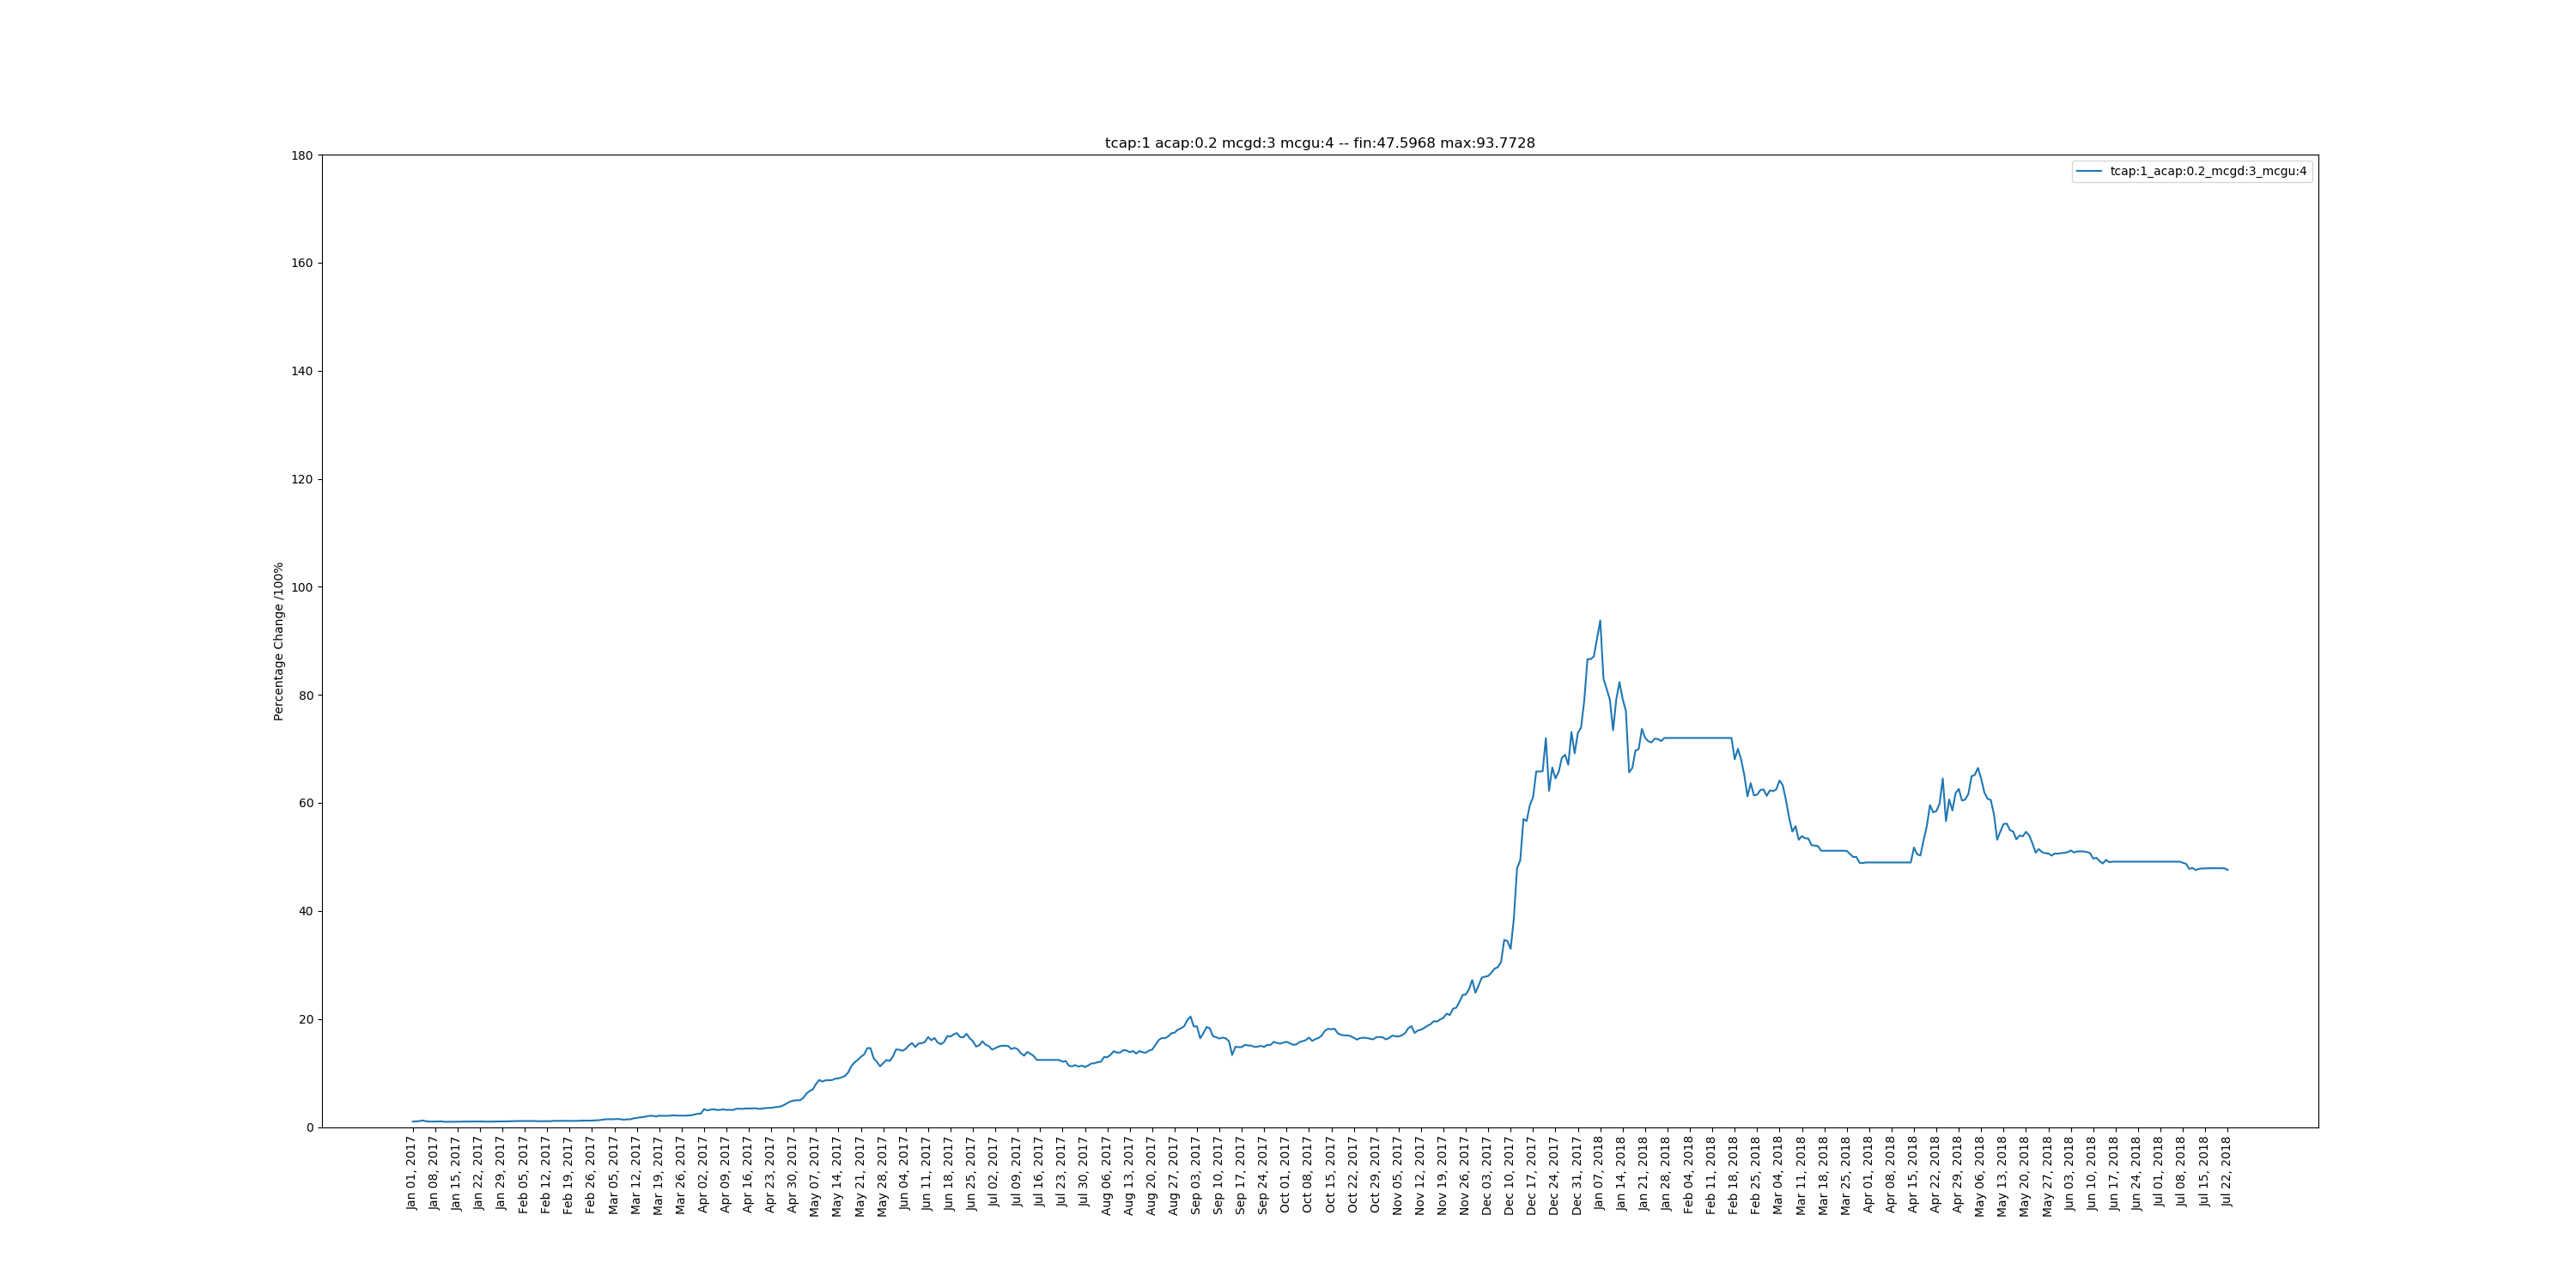 tcap:1 acap:0.2 mcgd:3 mcgu:4 -- fin:47.5968 max:93.7728
tcap:1_acap:0.2_mcgd:3_mcgu:4
Percentage Change /100%
180
160
140
120
100
80
60
40
20
0
Jan 01, 2017
Jan 08, 2017
Jan 15, 2017
Jan 22, 2017
Jan 29, 2017
Feb 05, 2017
Feb 12, 2017
Feb 19, 2017
Feb 26, 2017
Mar 05, 2017
Mar 12, 2017
Mar 19, 2017
Mar 26, 2017
Apr 02, 2017
Apr 09, 2017
Apr 16, 2017
Apr 23, 2017
Apr 30, 2017
May 07, 2017
May 14, 2017
May 21, 2017
May 28, 2017
Jun 04, 2017
Jun 11, 2017
Jun 18, 2017
Jun 25, 2017
Jul 02, 2017
Jul 09, 2017
Jul 16, 2017
Jul 23, 2017
Jul 30, 2017
Aug 06, 2017
Aug 13, 2017
Aug 20, 2017
Aug 27, 2017
Sep 03, 2017
Sep 10, 2017
Sep 17, 2017
Sep 24, 2017
Oct 01, 2017
Oct 08, 2017
Oct 15, 2017
Oct 22, 2017
Oct 29, 2017
Nov 05, 2017
Nov 12, 2017
Nov 19, 2017
Nov 26, 2017
Dec 03, 2017
Dec 10, 2017
Dec 17, 2017
Dec 24, 2017
Dec 31, 2017
Jan 07, 2018
Jan 14, 2018
Jan 21, 2018
Jan 28, 2018
Feb 04, 2018
Feb 11, 2018
Feb 18, 2018
Feb 25, 2018
Mar 04, 2018
Mar 11, 2018
Mar 18, 2018
Mar 25, 2018
Apr 01, 2018
Apr 08, 2018
Apr 15, 2018
Apr 22, 2018
Apr 29, 2018
May 06, 2018
May 13, 2018
May 20, 2018
May 27, 2018
Jun 03, 2018
Jun 10, 2018
Jun 17, 2018
Jun 24, 2018
Jul 01, 2018
Jul 08, 2018
Jul 15, 2018
Jul 22, 2018